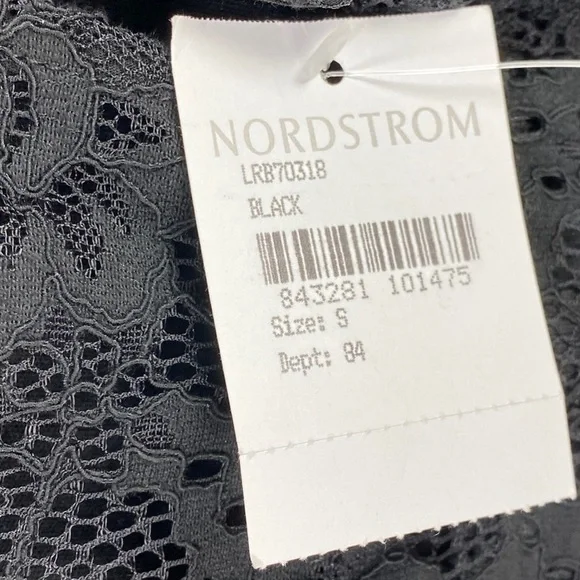 NORDSTROM
LRB70318
BLACK
843281 101475
Size: S
Dept: 84